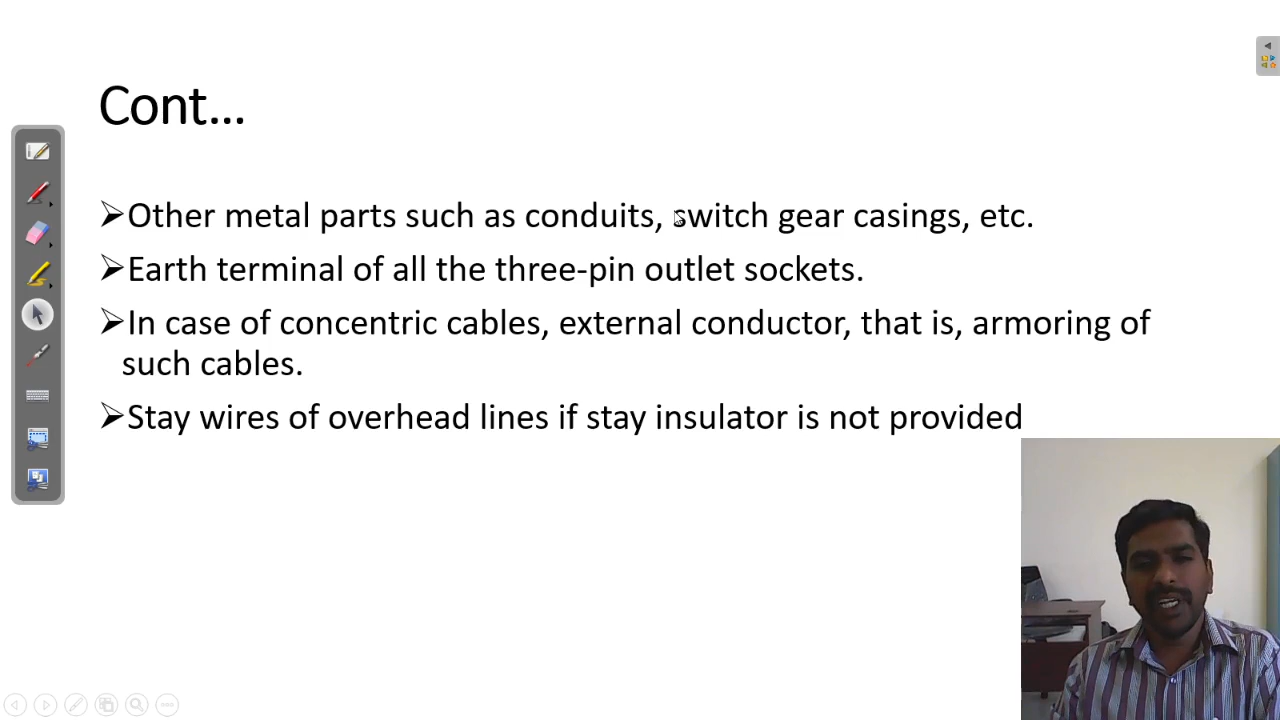 Cont...
➢Other metal parts such as conduits, switch gear casings, etc.
➢Earth terminal of all the three-pin outlet sockets.
➢In case of concentric cables, external conductor, that is, armoring of
such cables.
➢Stay wires of overhead lines if stay insulator is not provided